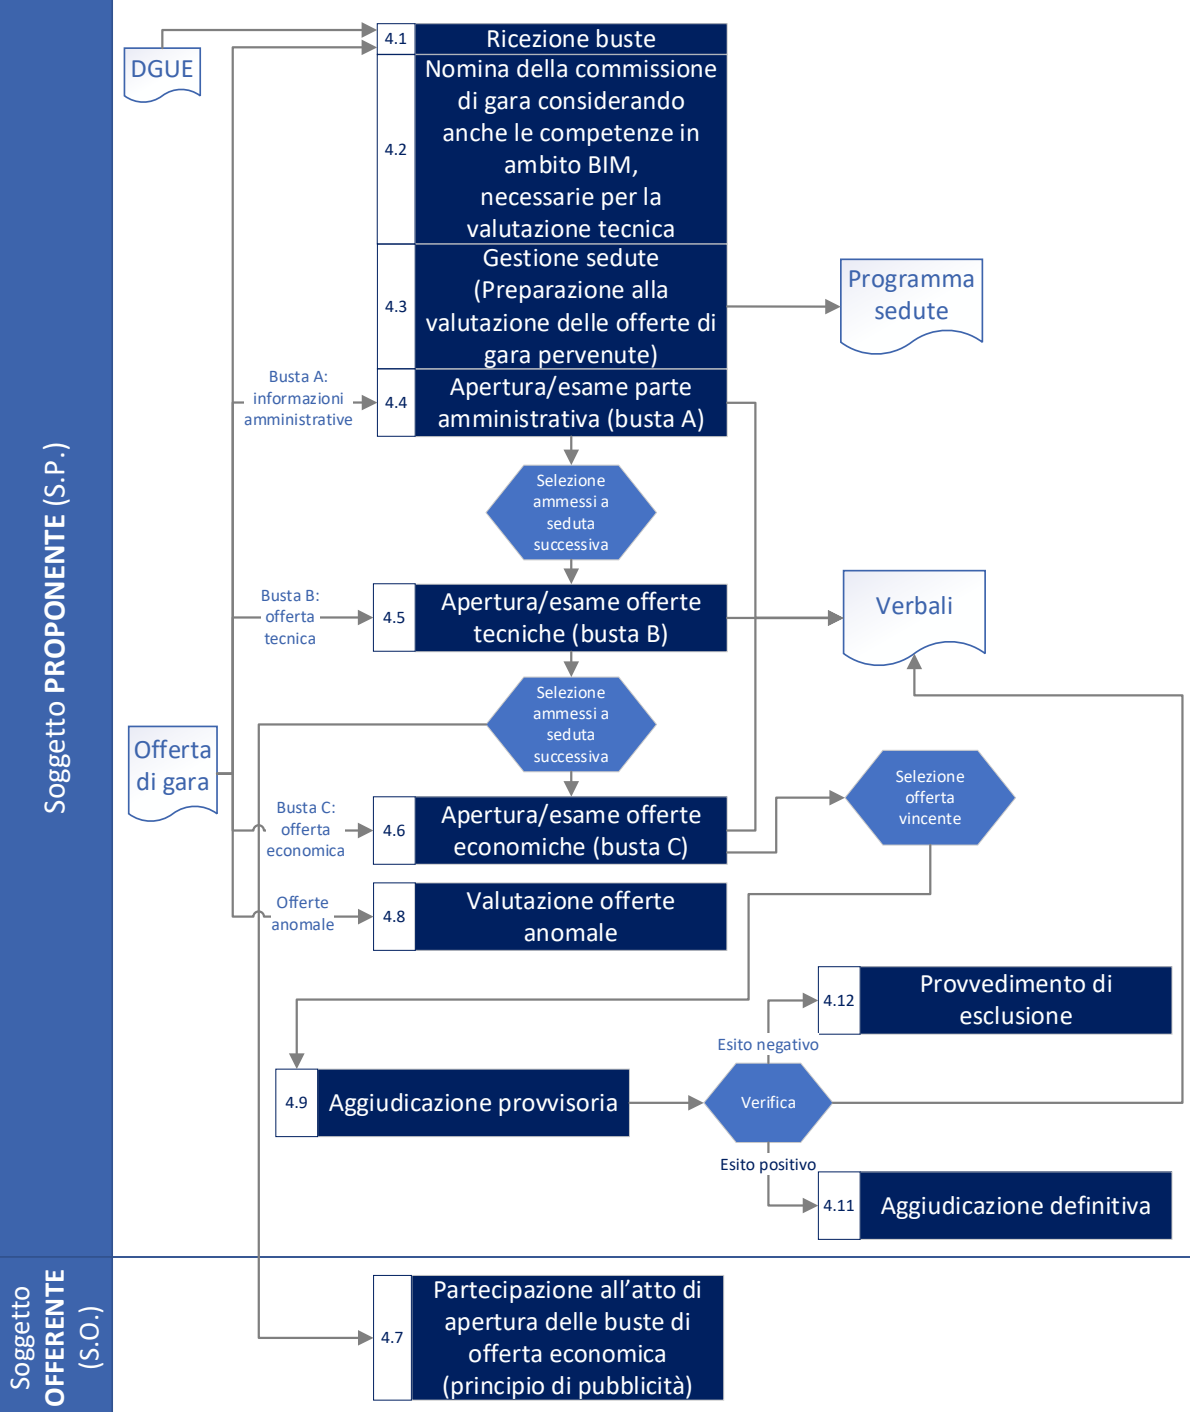 Soggetto PROPONENTE (S.P.)
DGUE
4.1
Ricezione buste
4.2
Nomina della commissione
di gara considerando
anche le competenze in
ambito BIM,
necessarie per la
valutazione tecnica
4.3
Gestione sedute
(Preparazione alla
valutazione delle offerte di
gara pervenute)
Programma
sedute
Busta A:
informazioni
amministrative
4.4
Apertura/esame parte
amministrativa (busta A)
Selezione
ammessi a
seduta
successiva
Busta B:
offerta
tecnica
4.5
Apertura/esame offerte
tecniche (busta B)
Verbali
Selezione
ammessi a
seduta
successiva
Offerta
di gara
Busta C:
offerta
economica
4.6
Apertura/esame offerte
economiche (busta C)
Selezione
offerta
vincente
Offerte
anomale
4.8
Valutazione offerte
anomale
4.12
Provvedimento di
esclusione
Esito negativo
4.9
Aggiudicazione provvisoria
Verifica
Esito positivo
4.11
Aggiudicazione definitiva
Soggetto
OFFERENTE
(S.O.)
4.7
Partecipazione all’atto di
apertura delle buste di
offerta economica
(principio di pubblicità)